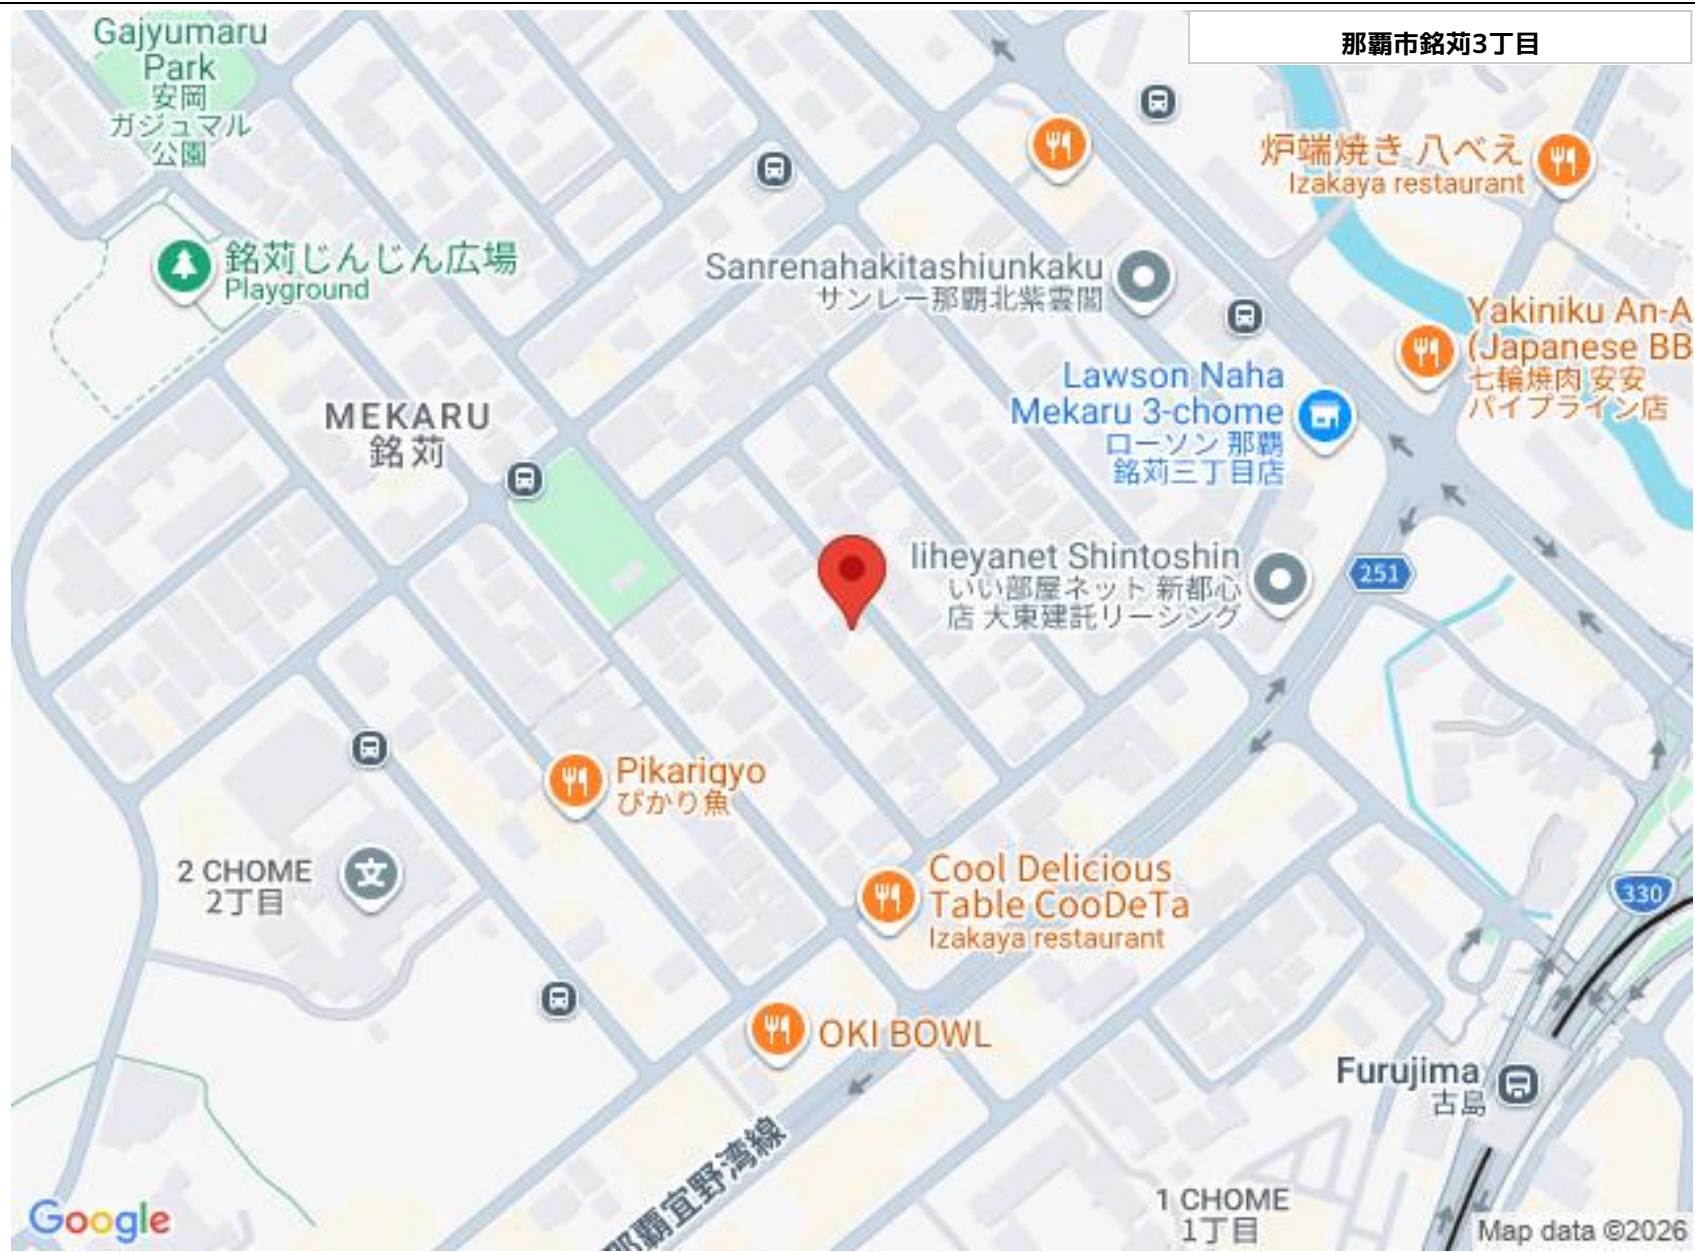 Gajyumaru
Park
安岡
ガジュマル
公園
那覇市銘苅3丁目
炉端焼き 八べえ
Izakaya restaurant
銘苅じんじん広場
Playground
Sanrenahakitashiunkaku
サンレー那覇北紫雲閣
Yakiniku An-A
(Japanese BB
七輪焼肉 安安
パイプライン店
Lawson Naha
Mekaru 3-chome
ローソン 那覇
銘苅三丁目店
MEKARU
銘苅
Iiheyanet Shintoshin
いい部屋ネット 新都心
店 大東建託リーシング
251
Pikarigyo
ぴかり魚
2 CHOME
2丁目
文
Cool Delicious
Table CooDeTa
Izakaya restaurant
330
OKI BOWL
Furujima
古島
那覇宜野湾線
1 CHOME
1丁目
Google
Map data ©2026